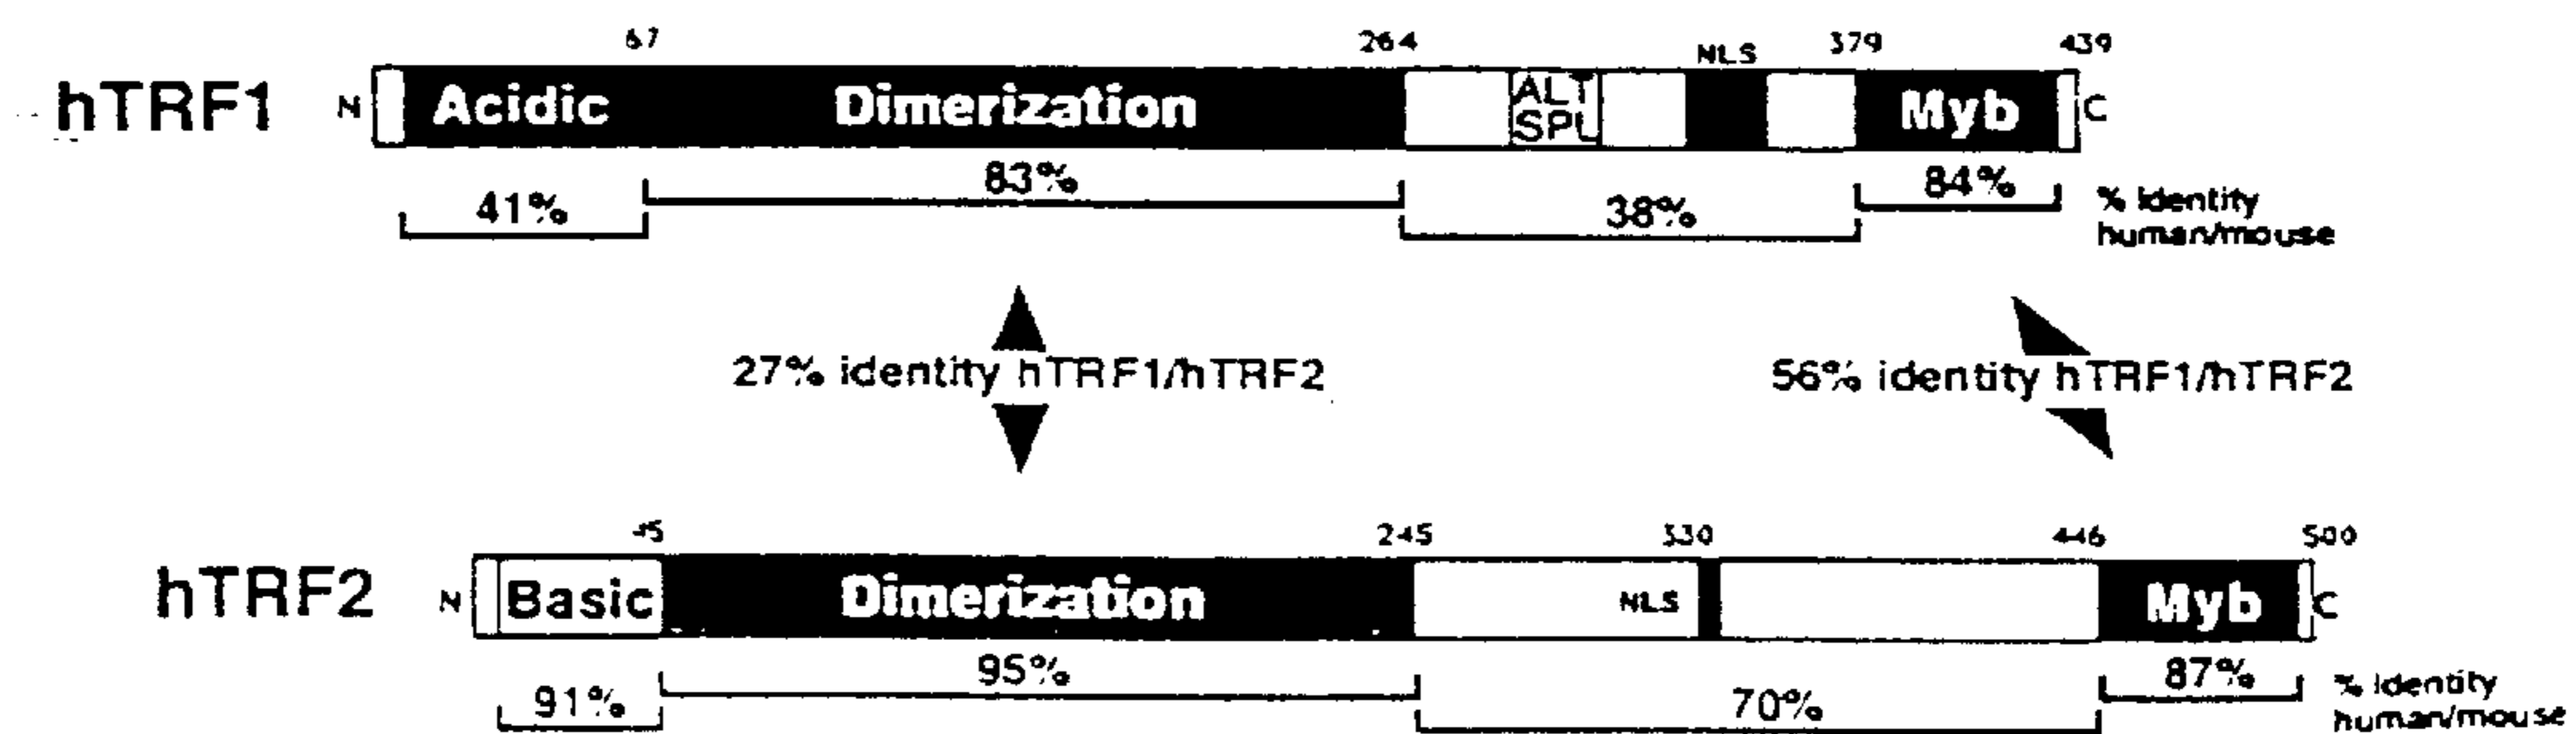 67 264 NLS 379 439
hTRF1 N Acidic Dimerization ALT SPL Myb C
41% 83% 38% 84% % Identity human/mouse
27% identity hTRF1/hTRF2 56% identity hTRF1/hTRF2
45 245 330 446 500
hTRF2 N Basic Dimerization NLS Myb C
91% 95% 70% 87% % Identity human/mouse